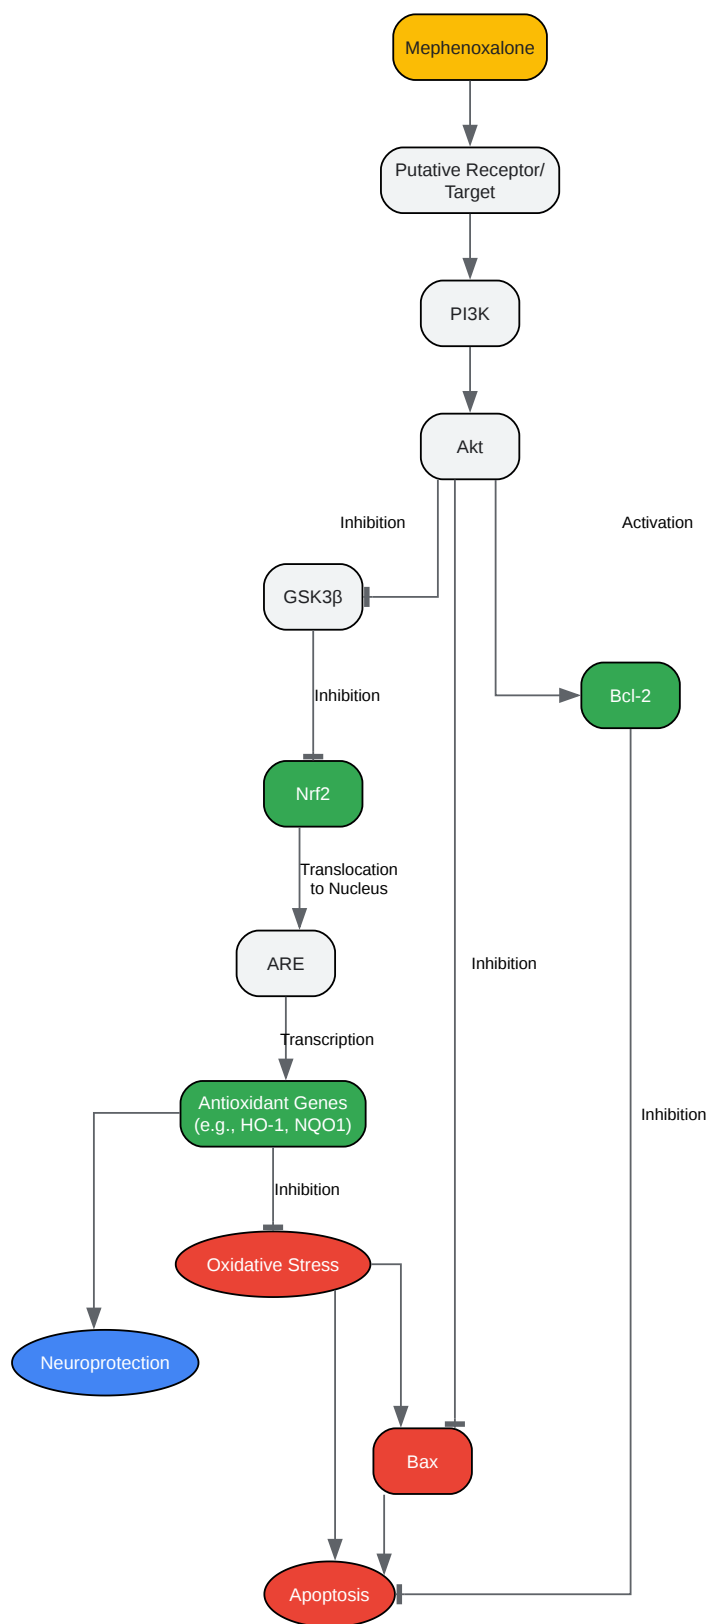 Mephenoxalone
Putative Receptor/
Target
PI3K
Akt
Inhibition
Activation
GSK3β
Inhibition
Bcl-2
Nrf2
Translocation
to Nucleus
ARE
Inhibition
Transcription
Antioxidant Genes
(e.g., HO-1, NQO1)
Inhibition
Inhibition
Oxidative Stress
Neuroprotection
Bax
Apoptosis